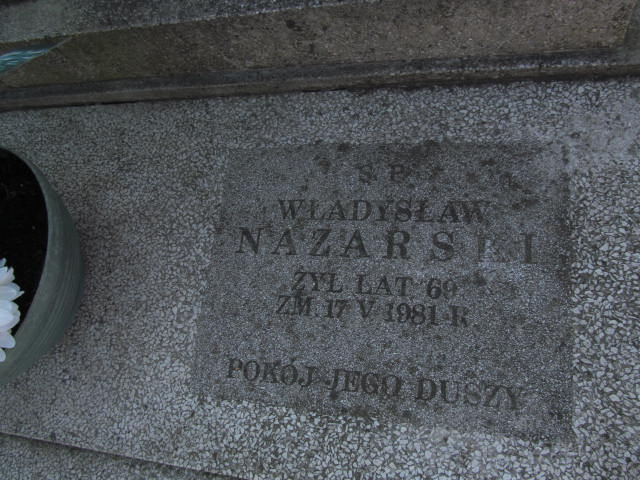 Ś. P.
WŁADYSŁAW
NAZARSKI
ŻYŁ LAT 69
ZM. 17 V 1981 R.
POKÓJ JEGO DUSZY